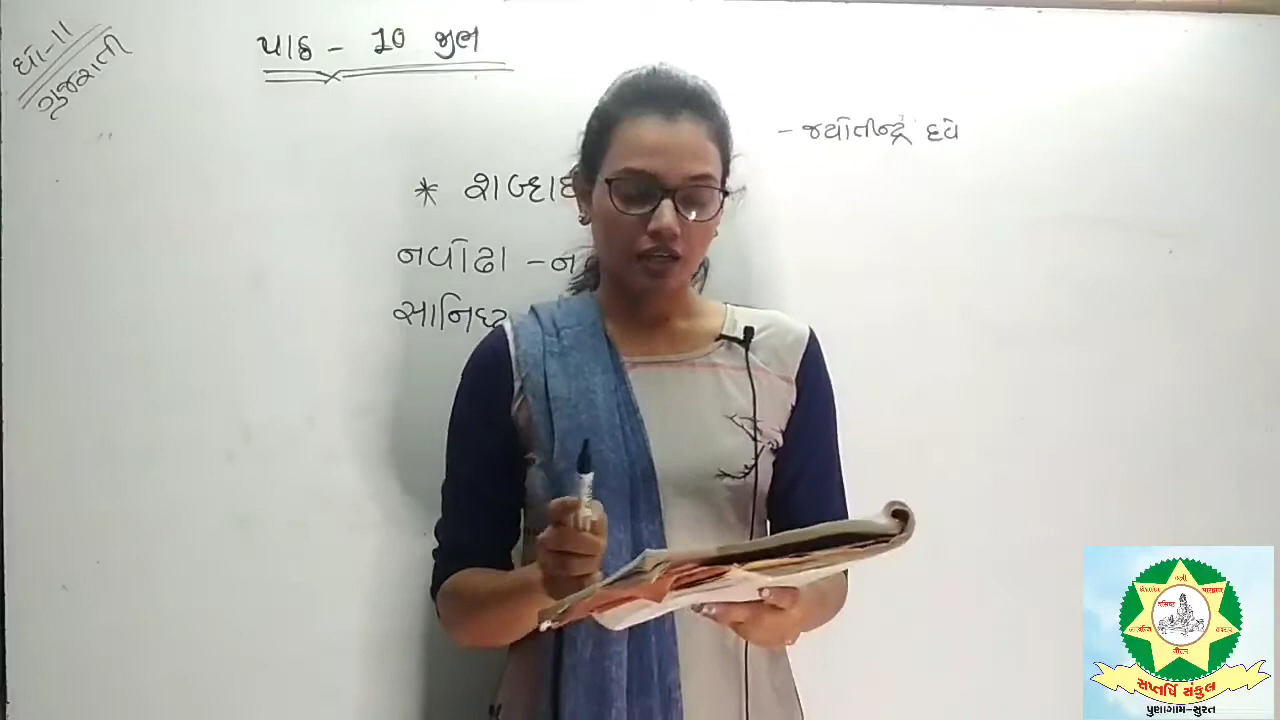 ધો-11
ગુજરાતી
પાઠ - 10 જીભ
- જ્યોતીન્દ્ર દવે
* શબ્દા
નવોઢા - ન
સાનિધ્ય
સપ્તર્ષિ સંકુલ
પુણાગામ-સુરત